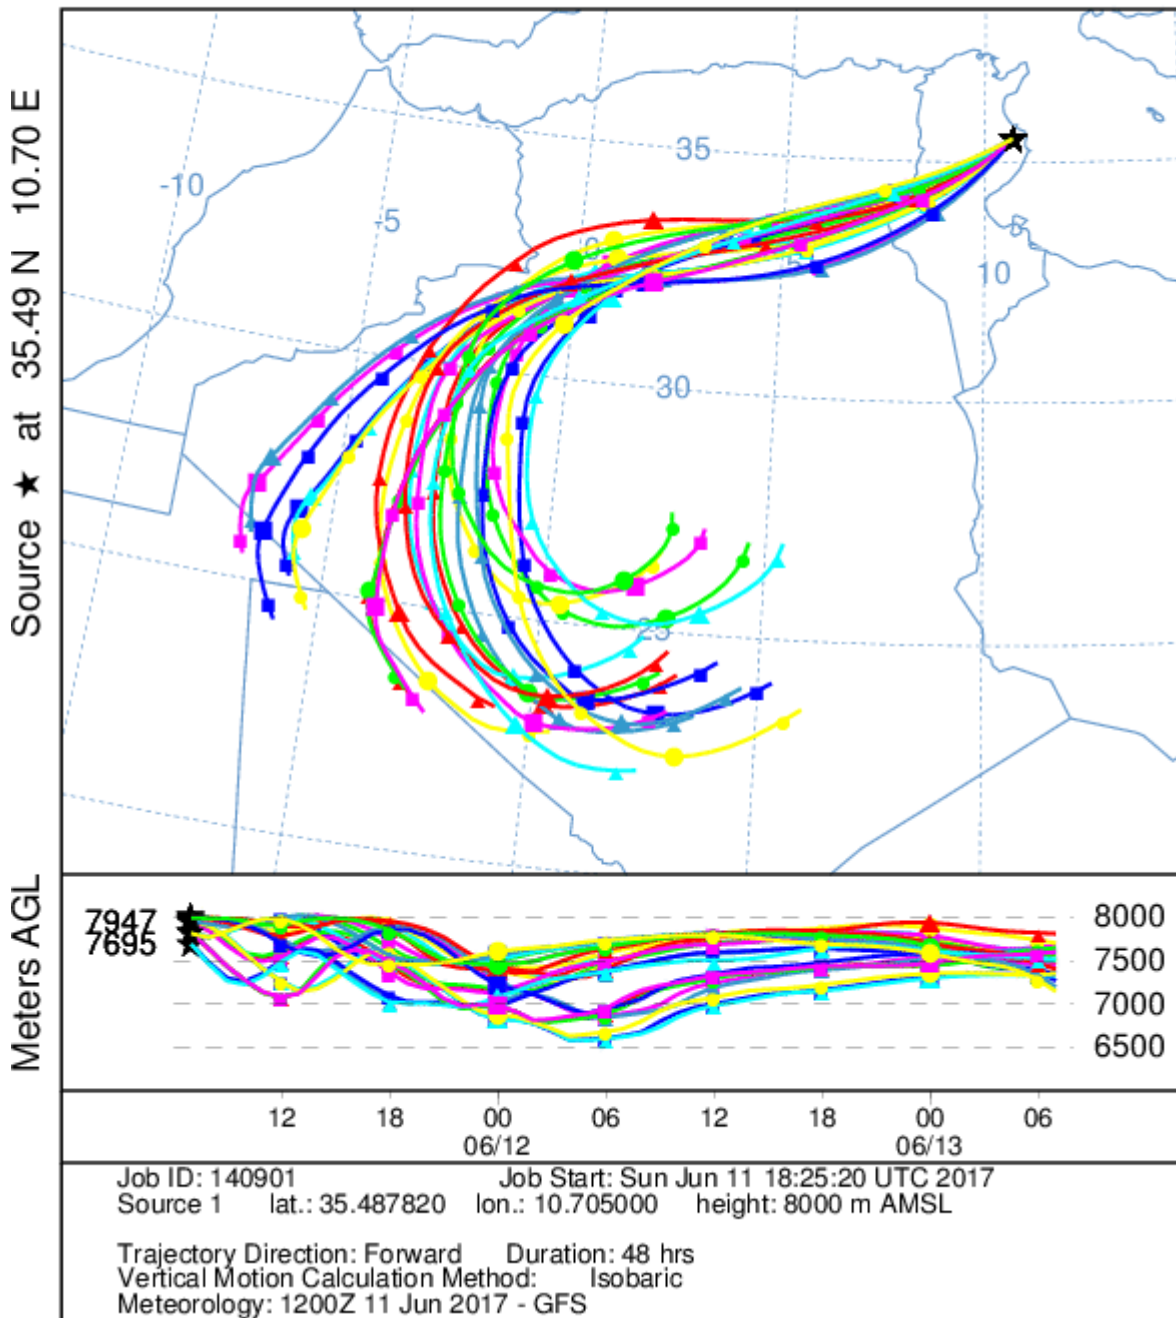 Source ★ at 35.49 N 10.70 E
-10
-5
35
5
10
30
25
Meters AGL
7947
7695
8000
7500
7000
6500
12 18 00 06 12 18 00 06
06/12 06/13
Job ID: 140901 Job Start: Sun Jun 11 18:25:20 UTC 2017
Source 1 lat.: 35.487820 lon.: 10.705000 height: 8000 m AMSL
Trajectory Direction: Forward Duration: 48 hrs
Vertical Motion Calculation Method: Isobaric
Meteorology: 1200Z 11 Jun 2017 - GFS